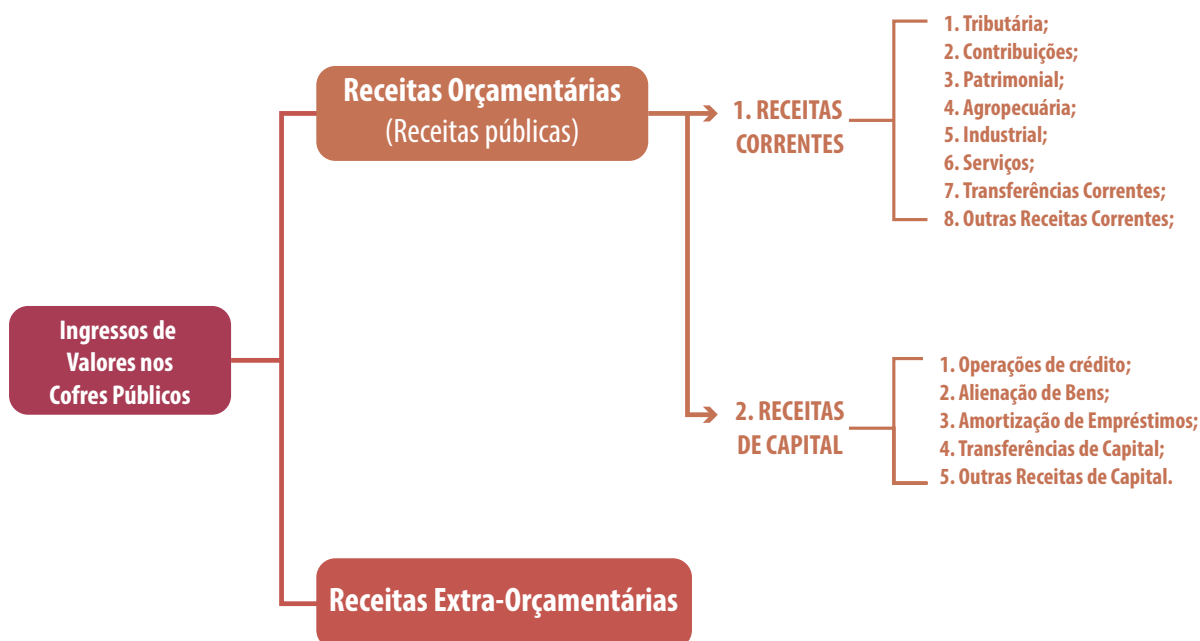 Ingressos de
Valores nos
Cofres Públicos
Receitas Orçamentárias
(Receitas públicas)
1. RECEITAS
CORRENTES
1. Tributária;
2. Contribuições;
3. Patrimonial;
4. Agropecuária;
5. Industrial;
6. Serviços;
7. Transferências Correntes;
8. Outras Receitas Correntes;
2. RECEITAS
DE CAPITAL
1. Operações de crédito;
2. Alienação de Bens;
3. Amortização de Empréstimos;
4. Transferências de Capital;
5. Outras Receitas de Capital.
Receitas Extra-Orçamentárias